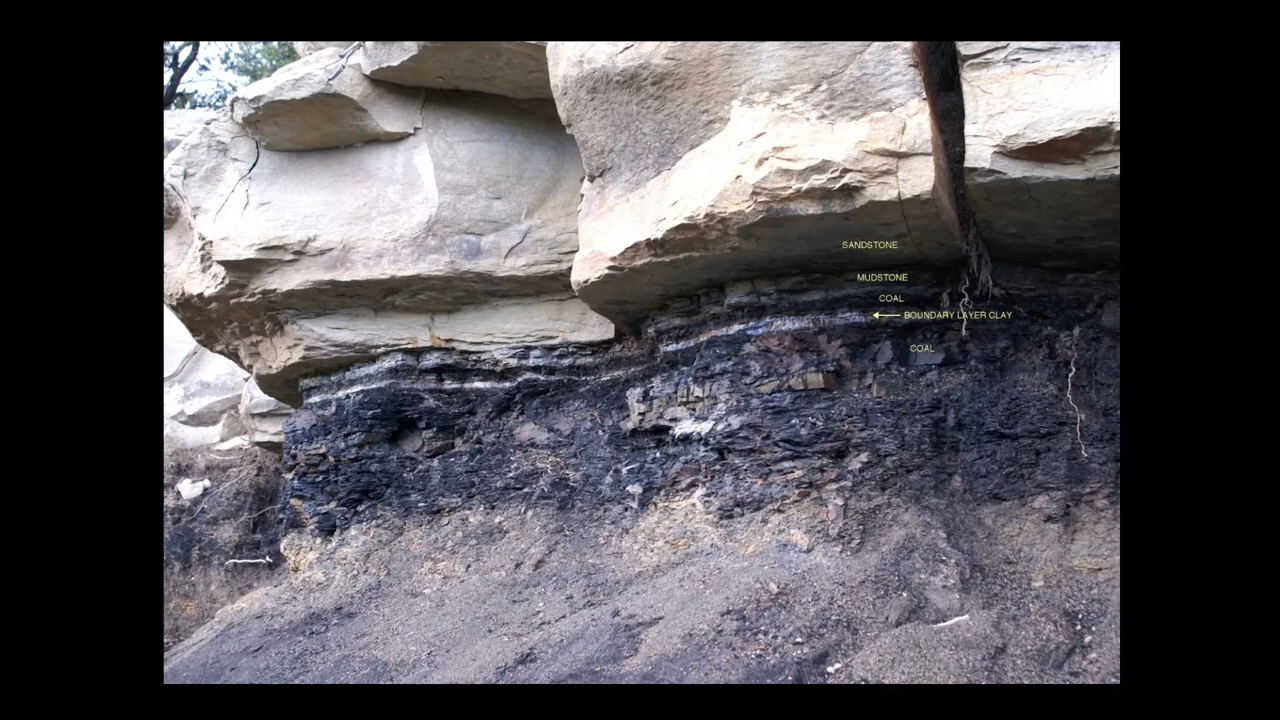 SANDSTONE
MUDSTONE
COAL
BOUNDARY LAYER CLAY
COAL